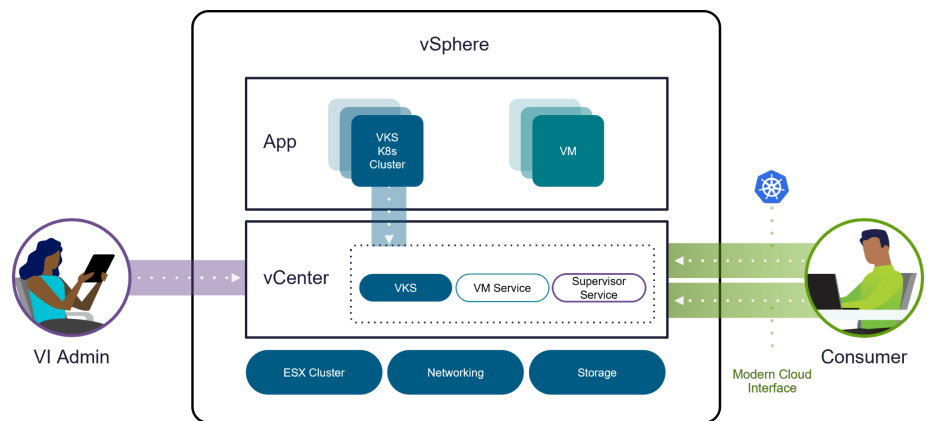 vSphere
App
VKS
K8s
Cluster
VM
vCenter
VKS
VM Service
Supervisor
Service
VI Admin
Consumer
ESX Cluster
Networking
Storage
Modern Cloud
Interface